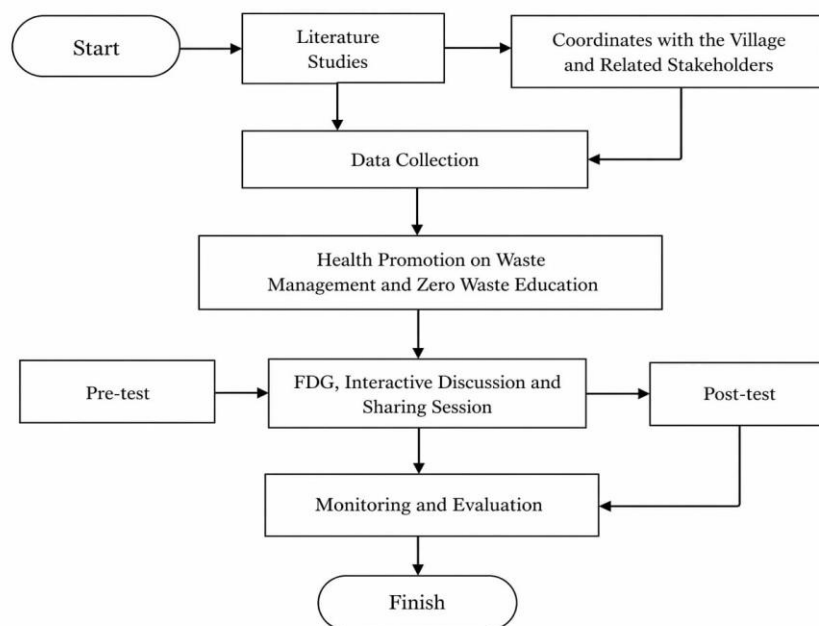 Start
Literature
Studies
Coordinates with the Village
and Related Stakeholders
Data Collection
Health Promotion on Waste
Management and Zero Waste Education
Pre-test
FDG, Interactive Discussion and
Sharing Session
Post-test
Monitoring and Evaluation
Finish